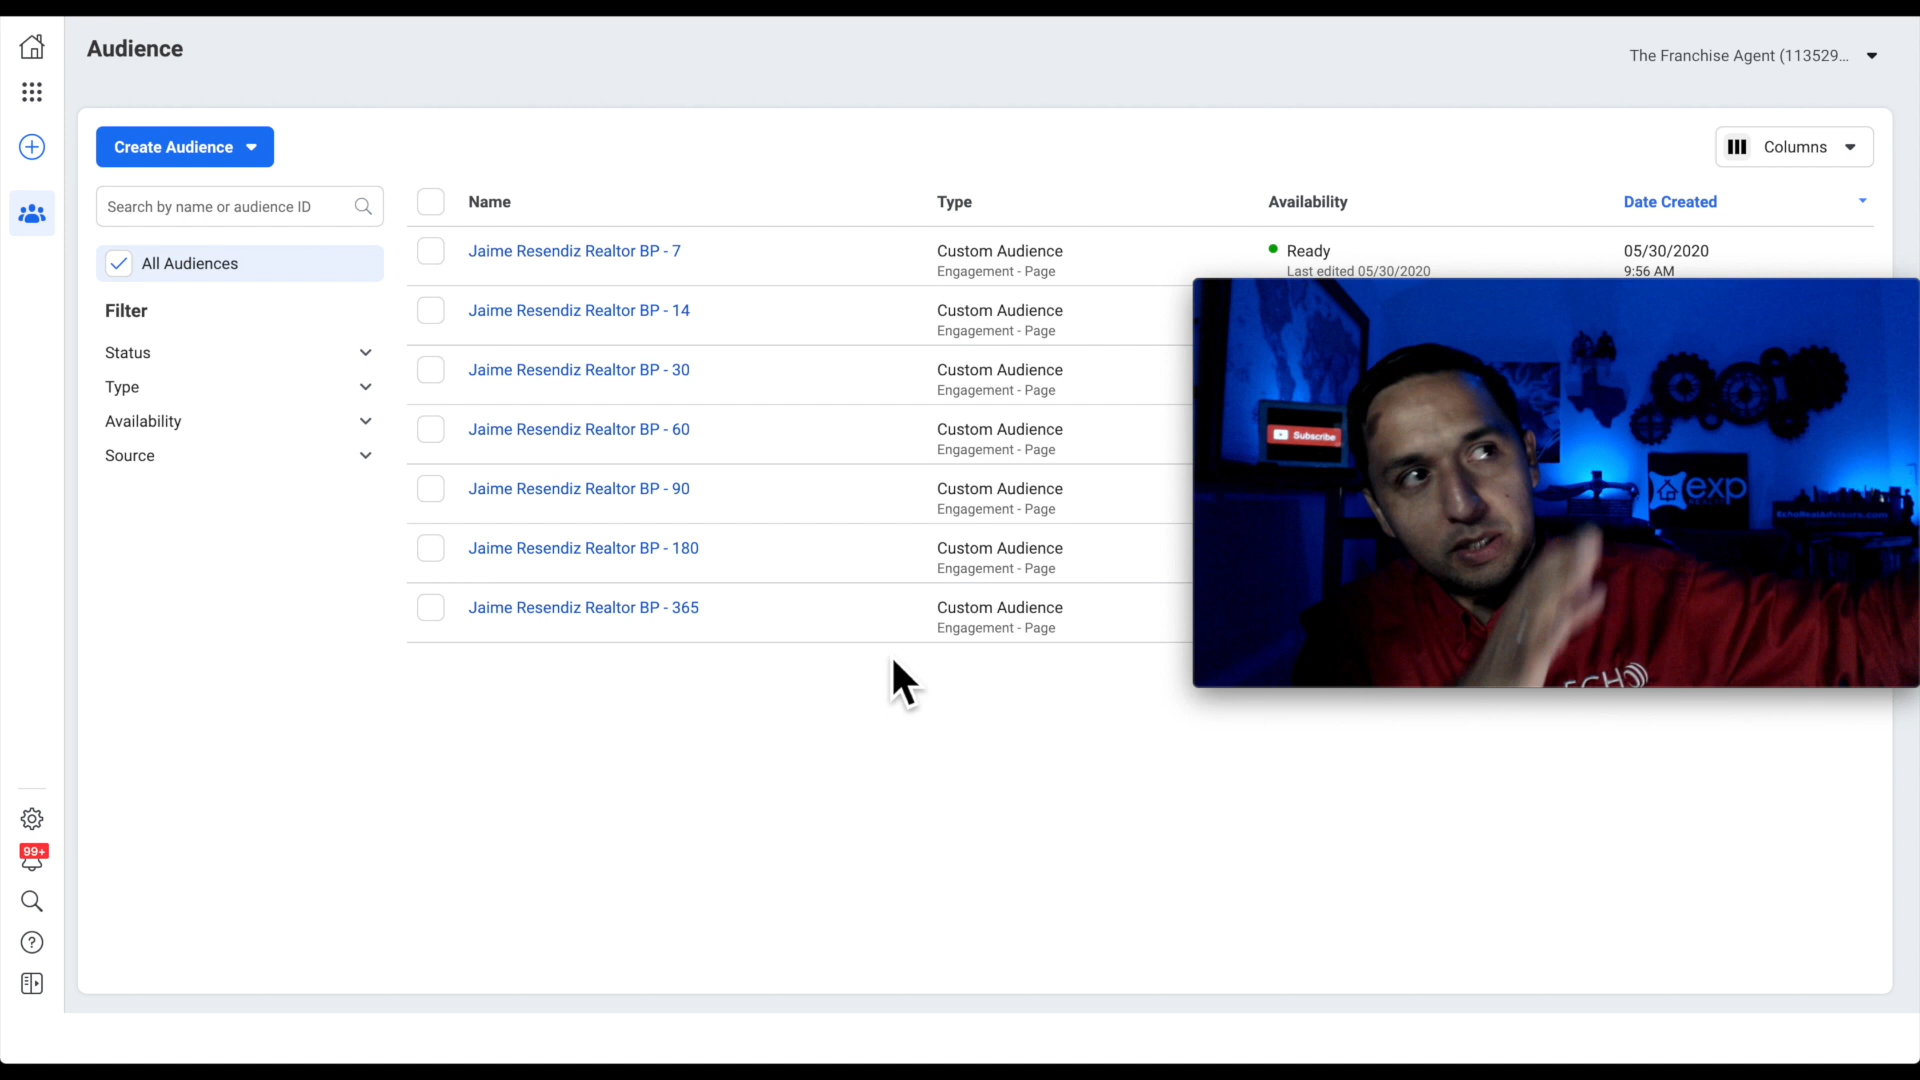 Audience
The Franchise Agent (113529...
Create Audience
Columns
Search by name or audience ID
Name Type Availability Date Created
All Audiences
Jaime Resendiz Realtor BP - 7 Custom Audience Ready 05/30/2020
Engagement - Page Last edited 05/30/2020 9:56 AM
Filter
Jaime Resendiz Realtor BP - 14 Custom Audience
Engagement - Page
Status
Jaime Resendiz Realtor BP - 30 Custom Audience
Type
Engagement - Page
Availability
Jaime Resendiz Realtor BP - 60 Custom Audience
Engagement - Page
Source
Jaime Resendiz Realtor BP - 90 Custom Audience
Engagement - Page
Jaime Resendiz Realtor BP - 180 Custom Audience
Engagement - Page
Jaime Resendiz Realtor BP - 365 Custom Audience
Engagement - Page
Subscribe
exp
EchoRealAdvisors.com
ECHO
99+